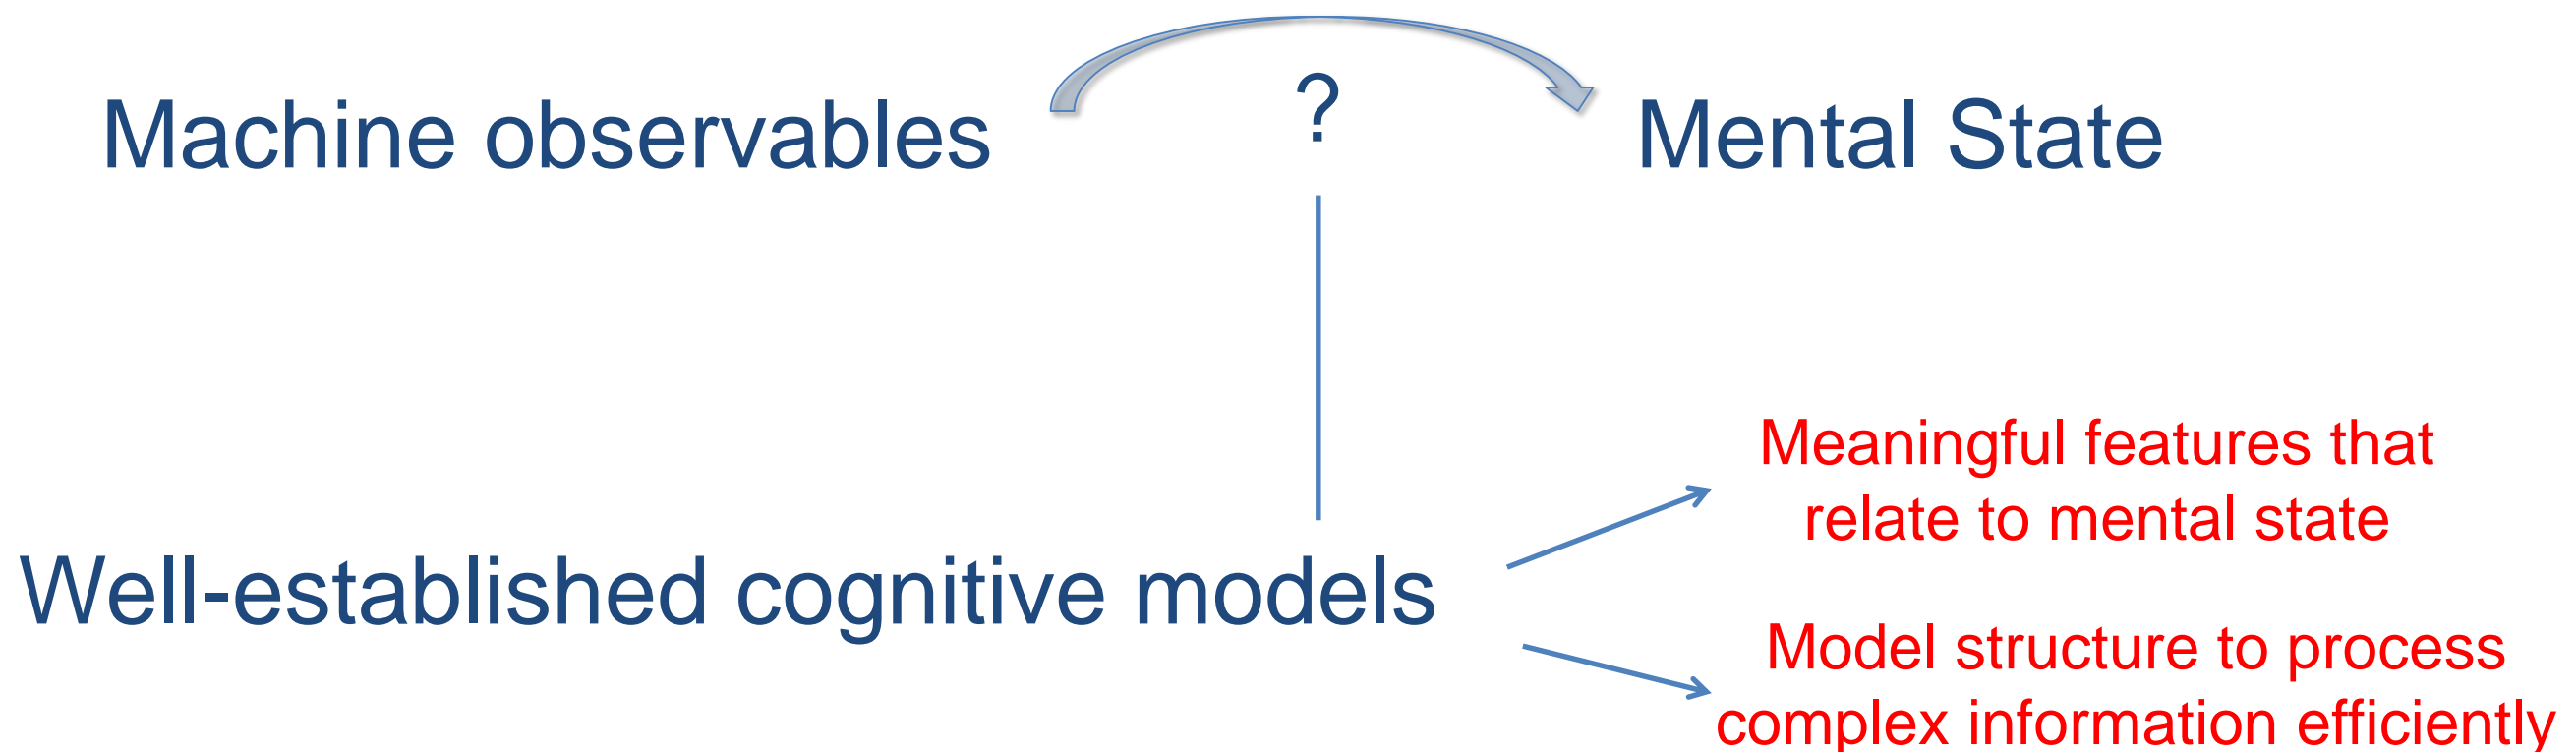 Machine observables
?
Mental State
Well-established cognitive models
Meaningful features that
relate to mental state
Model structure to process
complex information efficiently